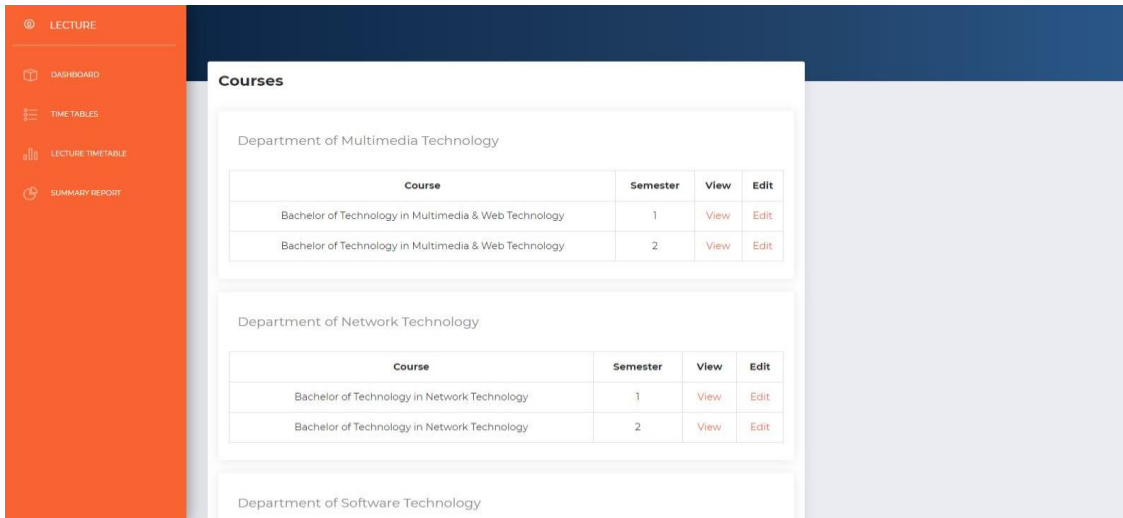 LECTURE
DASHBOARD
TIME TABLES
LECTURE TIMETABLE
SUMMARY REPORT
Courses
Department of Multimedia Technology
Course Semester View Edit
Bachelor of Technology in Multimedia & Web Technology 1 View Edit
Bachelor of Technology in Multimedia & Web Technology 2 View Edit
Department of Network Technology
Course Semester View Edit
Bachelor of Technology in Network Technology 1 View Edit
Bachelor of Technology in Network Technology 2 View Edit
Department of Software Technology